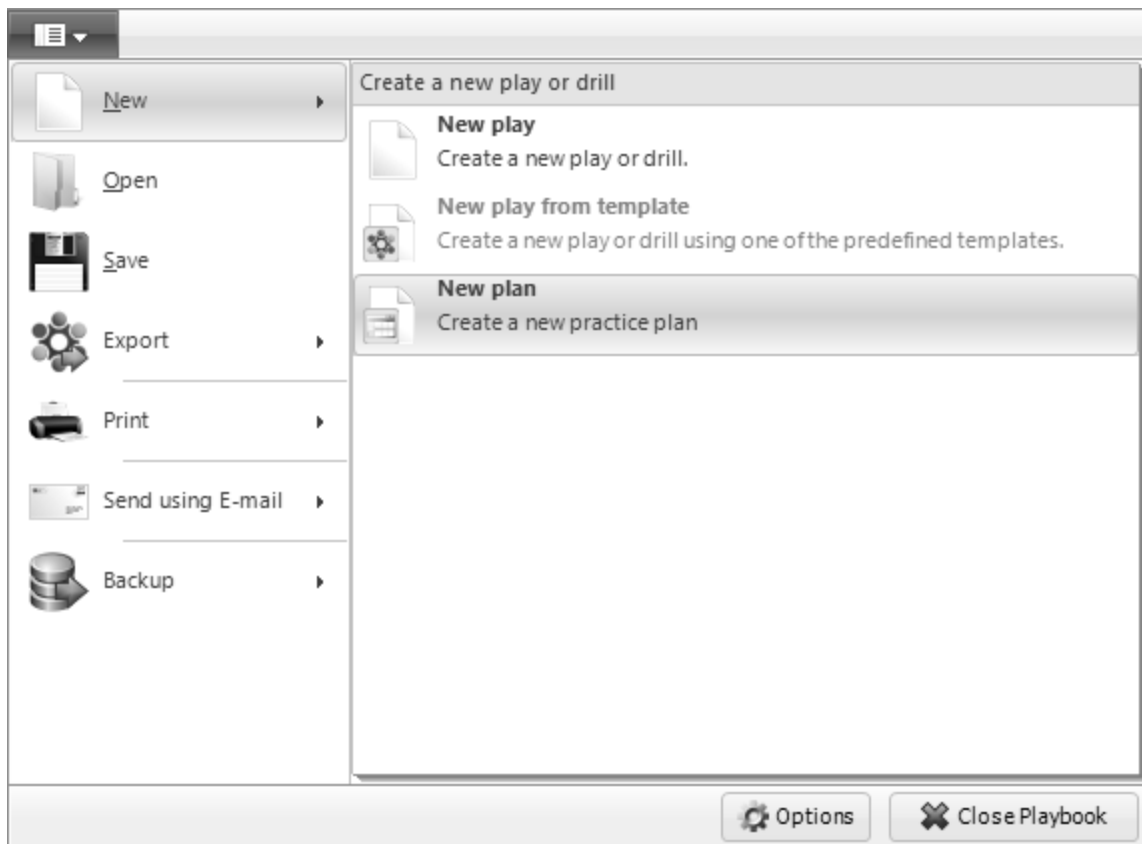 New
Open
Save
Export
Print
Send using E-mail
Backup
Create a new play or drill
New play
Create a new play or drill.
New play from template
Create a new play or drill using one of the predefined templates.
New plan
Create a new practice plan
Options
Close Playbook